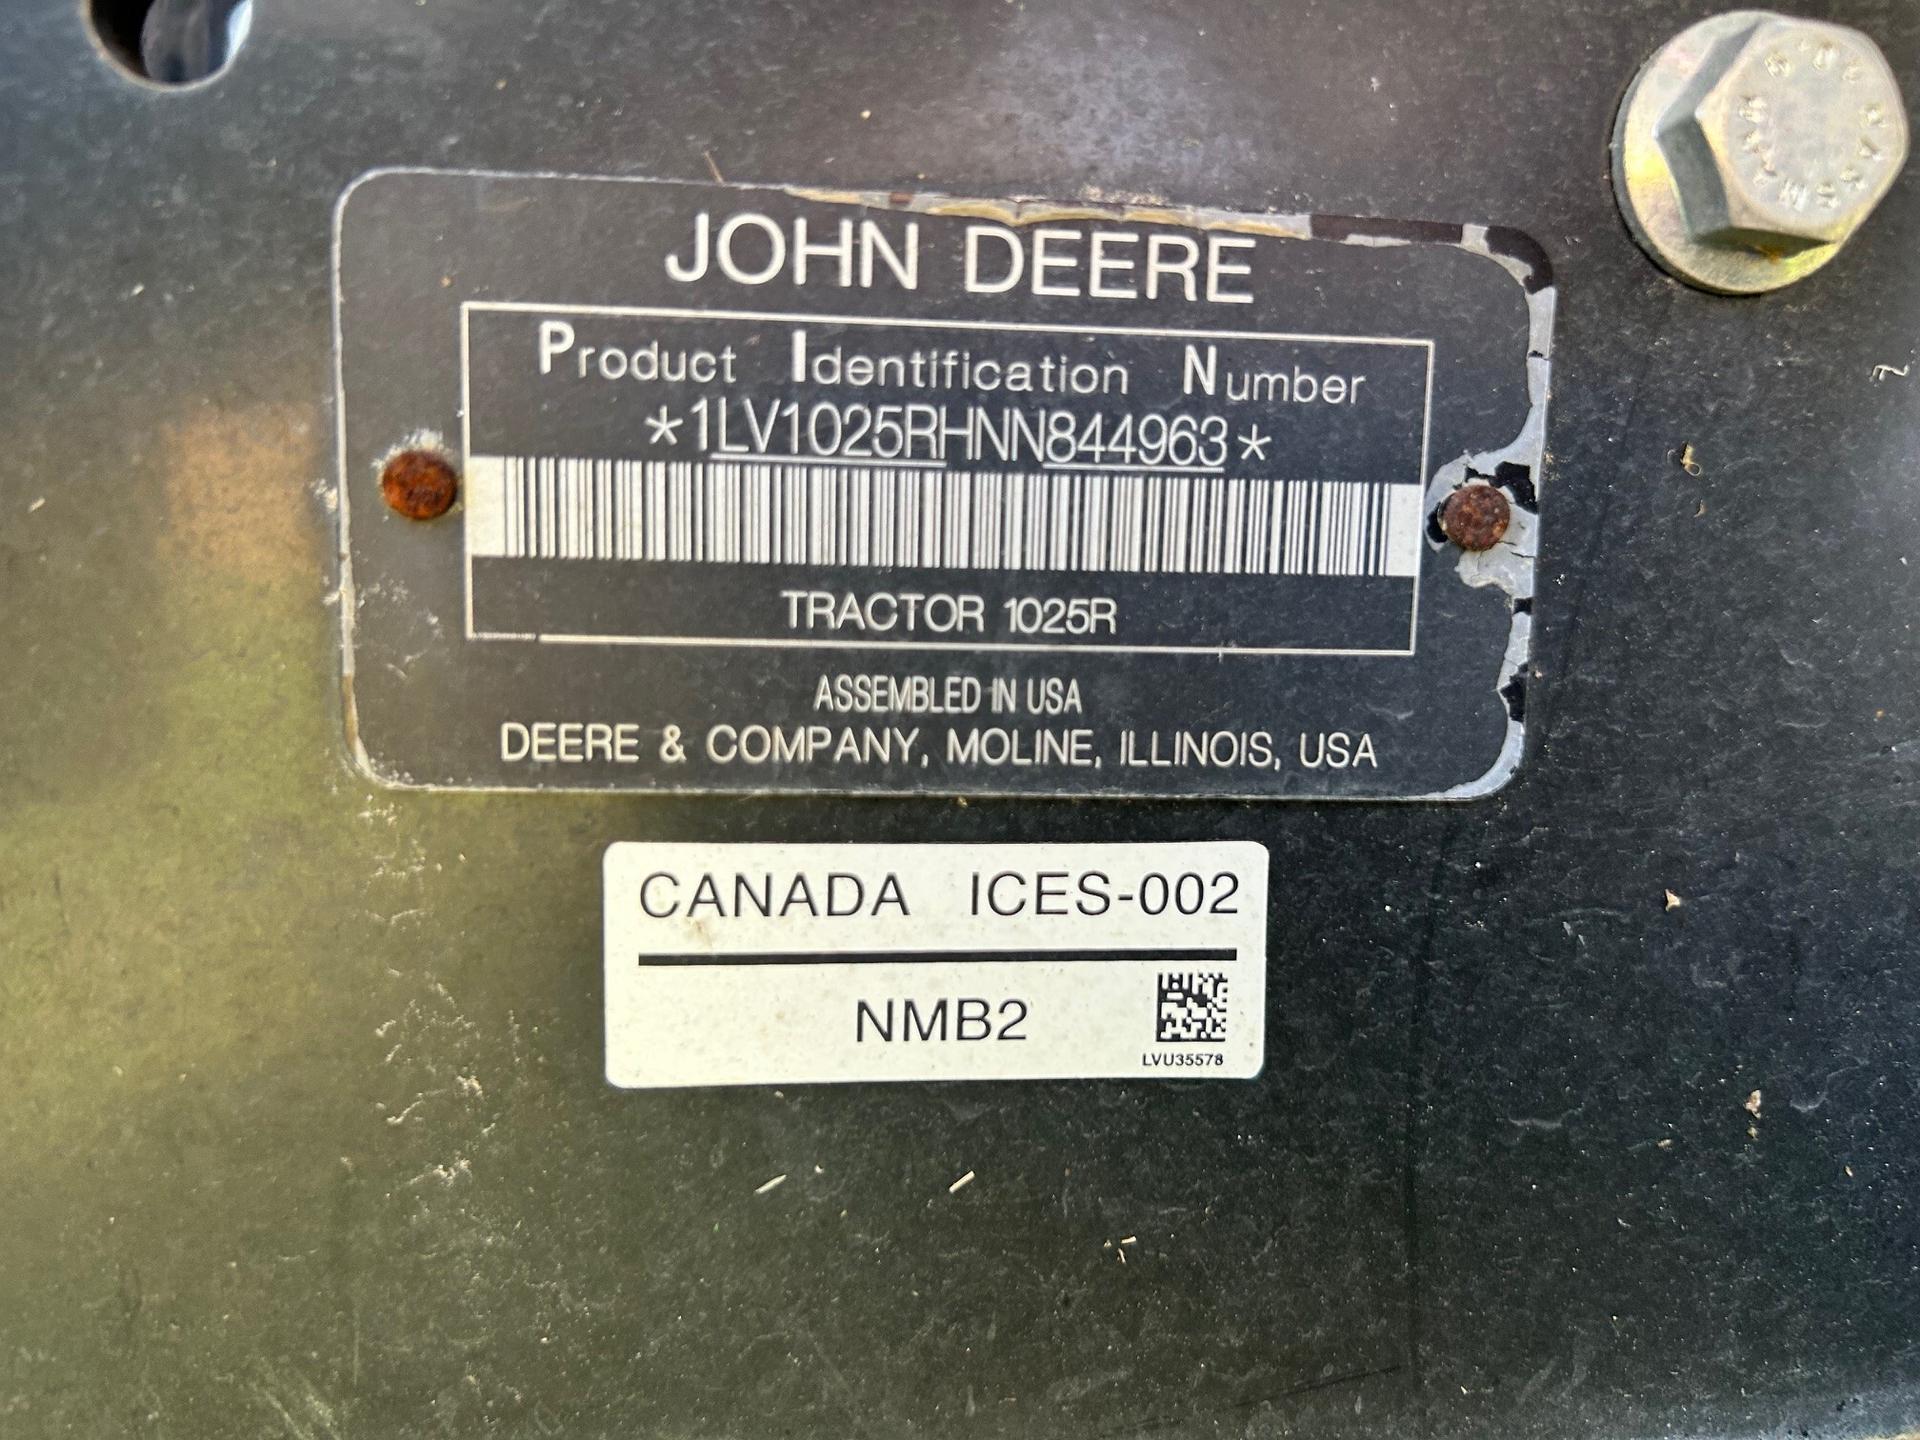 JOHN DEERE
Product Identification Number
*1LV1025RHNN844963*
TRACTOR 1025R
ASSEMBLED IN USA
DEERE & COMPANY, MOLINE, ILLINOIS, USA
CANADA ICES-002
NMB2
LVU35578